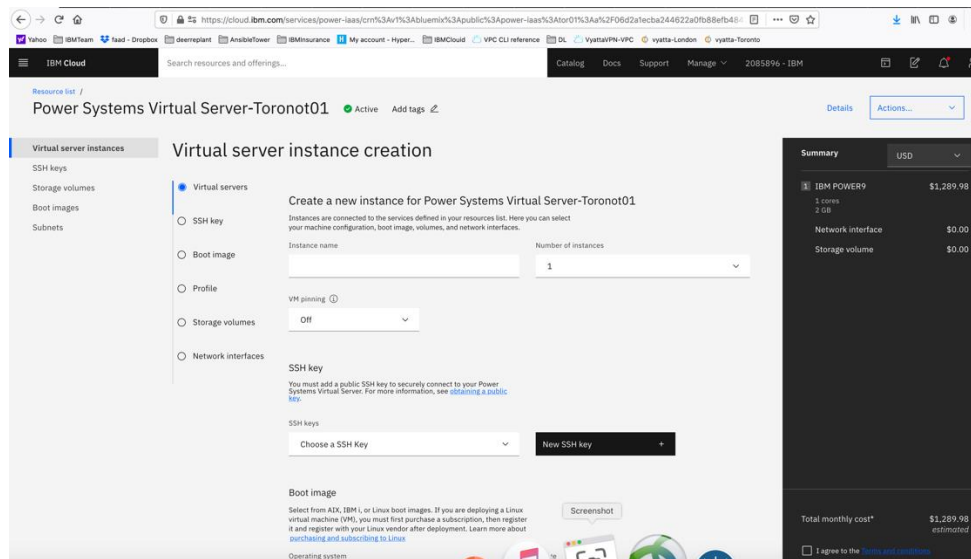 https://cloud.ibm.com/services/power-iaas/crn%3Av1%3Abluemix%3Apublic%3Apower-iaas%3Ator01%3Aa%2F06d2a1ecba244622a0fb88efb48
Yahoo IBMTeam faad - Dropbox deerreplant AnsibleTower IBMInsurance My account - Hyper... IBMClouid VPC CLI reference DL VyattaVPN-VPC vyatta-London vyatta-Toronto
IBM Cloud Search resources and offerings... Catalog Docs Support Manage 2085896 - IBM
Resource list /
Power Systems Virtual Server-Toronot01 Active Add tags Details Actions...
Virtual server instances
SSH keys
Storage volumes
Boot images
Subnets
Virtual server instance creation
Virtual servers
SSH key
Boot image
Profile
Storage volumes
Network interfaces
Create a new instance for Power Systems Virtual Server-Toronot01
Instances are connected to the services defined in your resources list. Here you can select
your machine configuration, boot image, volumes, and network interfaces.
Instance name Number of instances
1
VM pinning
Off
SSH key
You must add a public SSH key to securely connect to your Power
Systems Virtual Server. For more information, see obtaining a public
key.
SSH keys
Choose a SSH Key New SSH key +
Boot image
Select from AIX, IBM i, or Linux boot images. If you are deploying a Linux
virtual machine (VM), you must first purchase a subscription, then register
it and register with your Linux vendor after deployment. Learn more about
purchasing and subscribing to Linux
Operating system
Screenshot
Summary USD
1 IBM POWER9 $1,289.98
1 cores
2 GB
Network interface $0.00
Storage volume $0.00
Total monthly cost* $1,289.98
estimated
I agree to the Terms and conditions